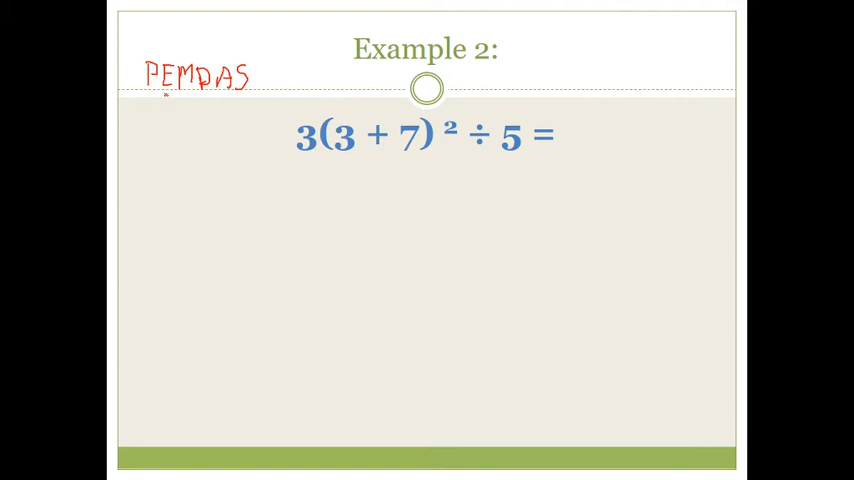 Example 2:
PEMDAS
3(3 + 7)² ÷ 5 =